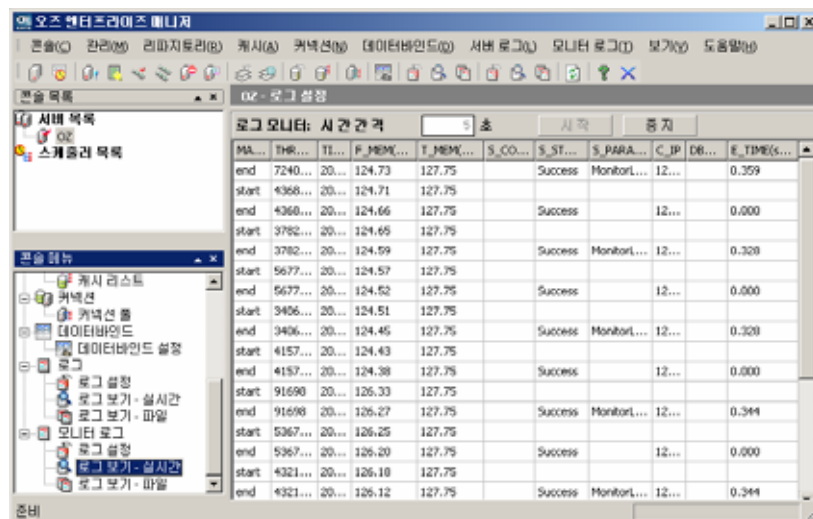 오즈 엔터프라이즈 매니저
콘솔(C) 관리(M) 리파지토리(R) 캐시(A) 커넥션(N) 데이터바인드(D) 서버 로그(L) 모니터 로그(T) 보기(V) 도움말(H)
콘솔 목록
서버 목록
OZ
스케줄러 목록
콘솔 메뉴
캐시 리스트
커넥션
커넥션 풀
데이터바인드
데이터바인드 설정
로그
로그 설정
로그 보기 - 실시간
로그 보기 - 파일
모니터 로그
로그 설정
로그 보기 - 실시간
로그 보기 - 파일
OZ - 로그 설정
로그 모니터: 시 간 간 격 5 초 시 작 중 지
MA... THR... TI... F_MEM(... T_MEM(... S_CO... S_ST... S_PARA... C_IP DB... E_TIME(s...
end 7240... 20... 124.73 127.75 Success MonitorL... 12... 0.359
start 4368... 20... 124.71 127.75
end 4368... 20... 124.66 127.75 Success 12... 0.000
start 3782... 20... 124.65 127.75
end 3782... 20... 124.59 127.75 Success MonitorL... 12... 0.328
start 5677... 20... 124.57 127.75
end 5677... 20... 124.52 127.75 Success 12... 0.000
start 3406... 20... 124.51 127.75
end 3406... 20... 124.45 127.75 Success MonitorL... 12... 0.328
start 4157... 20... 124.43 127.75
end 4157... 20... 124.38 127.75 Success 12... 0.000
start 91698 20... 126.33 127.75
end 91698 20... 126.27 127.75 Success MonitorL... 12... 0.344
start 5367... 20... 126.25 127.75
end 5367... 20... 126.20 127.75 Success 12... 0.000
start 4321... 20... 126.18 127.75
end 4321... 20... 126.12 127.75 Success MonitorL... 12... 0.344
준비